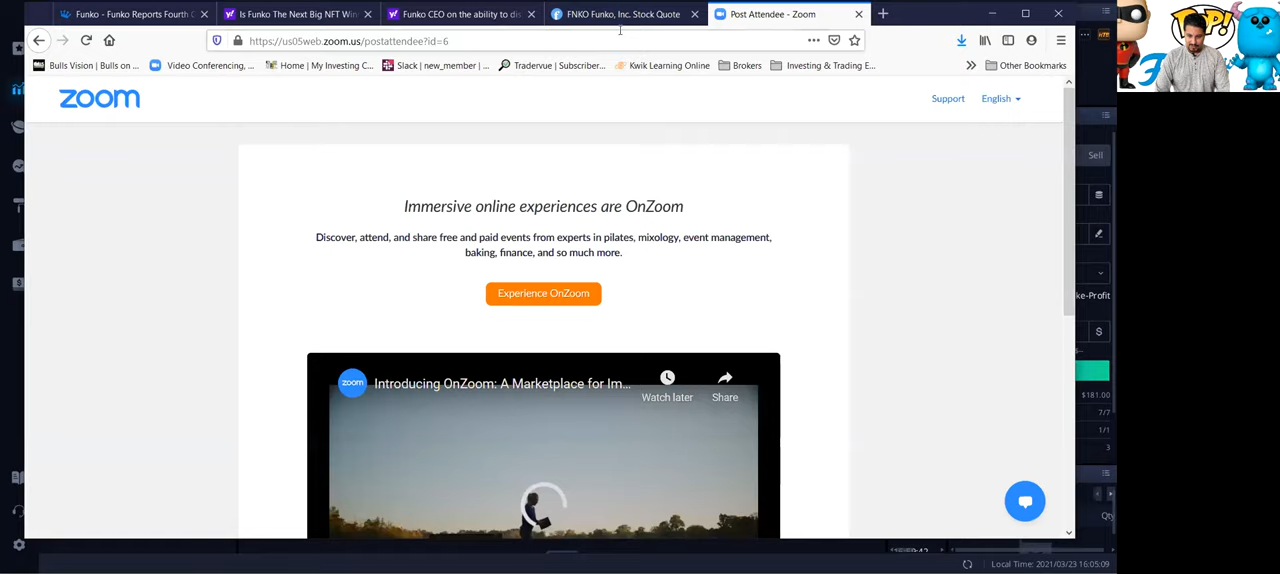 Funko - Funko Reports Fourth Q
Is Funko The Next Big NFT Win
Funko CEO on the ability to dis
FNKO Funko, Inc. Stock Quote
Post Attendee - Zoom
https://us05web.zoom.us/postattendee?id=6
Bulls Vision | Bulls on ...
Video Conferencing, ...
Home | My Investing C...
Slack | new_member | ...
Tradervue | Subscriber...
Kwik Learning Online
Brokers
Investing & Trading E...
Other Bookmarks
zoom
Support
English
Immersive online experiences are OnZoom
Discover, attend, and share free and paid events from experts in pilates, mixology, event management,
baking, finance, and so much more.
Experience OnZoom
zoom
Introducing OnZoom: A Marketplace for Im...
Watch later
Share
POP!
Sell
ke-Profit
$
$181.00
7/7
1/1
3
Qty
Local Time: 2021/03/23 16:05:09